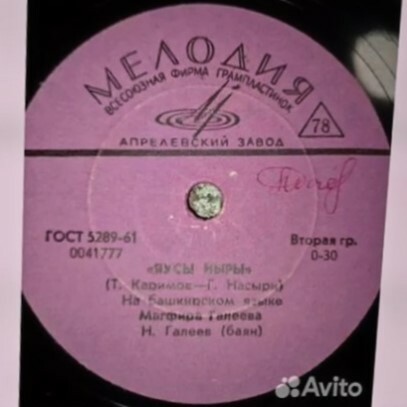 МЕЛОДИЯ
ВСЕСОЮЗНАЯ ФИРМА ГРАМПЛАСТИНОК
78
АПРЕЛЕВСКИЙ ЗАВОД
ГОСТ 5289-61
0041777
Вторая гр.
0-30
«ЯУСЫ ЙЫРЫ»
(Т. Каримов—Г. Насыри)
На башкирском языке
Магфира Галеева
Н. Галеев (баян)
Avito